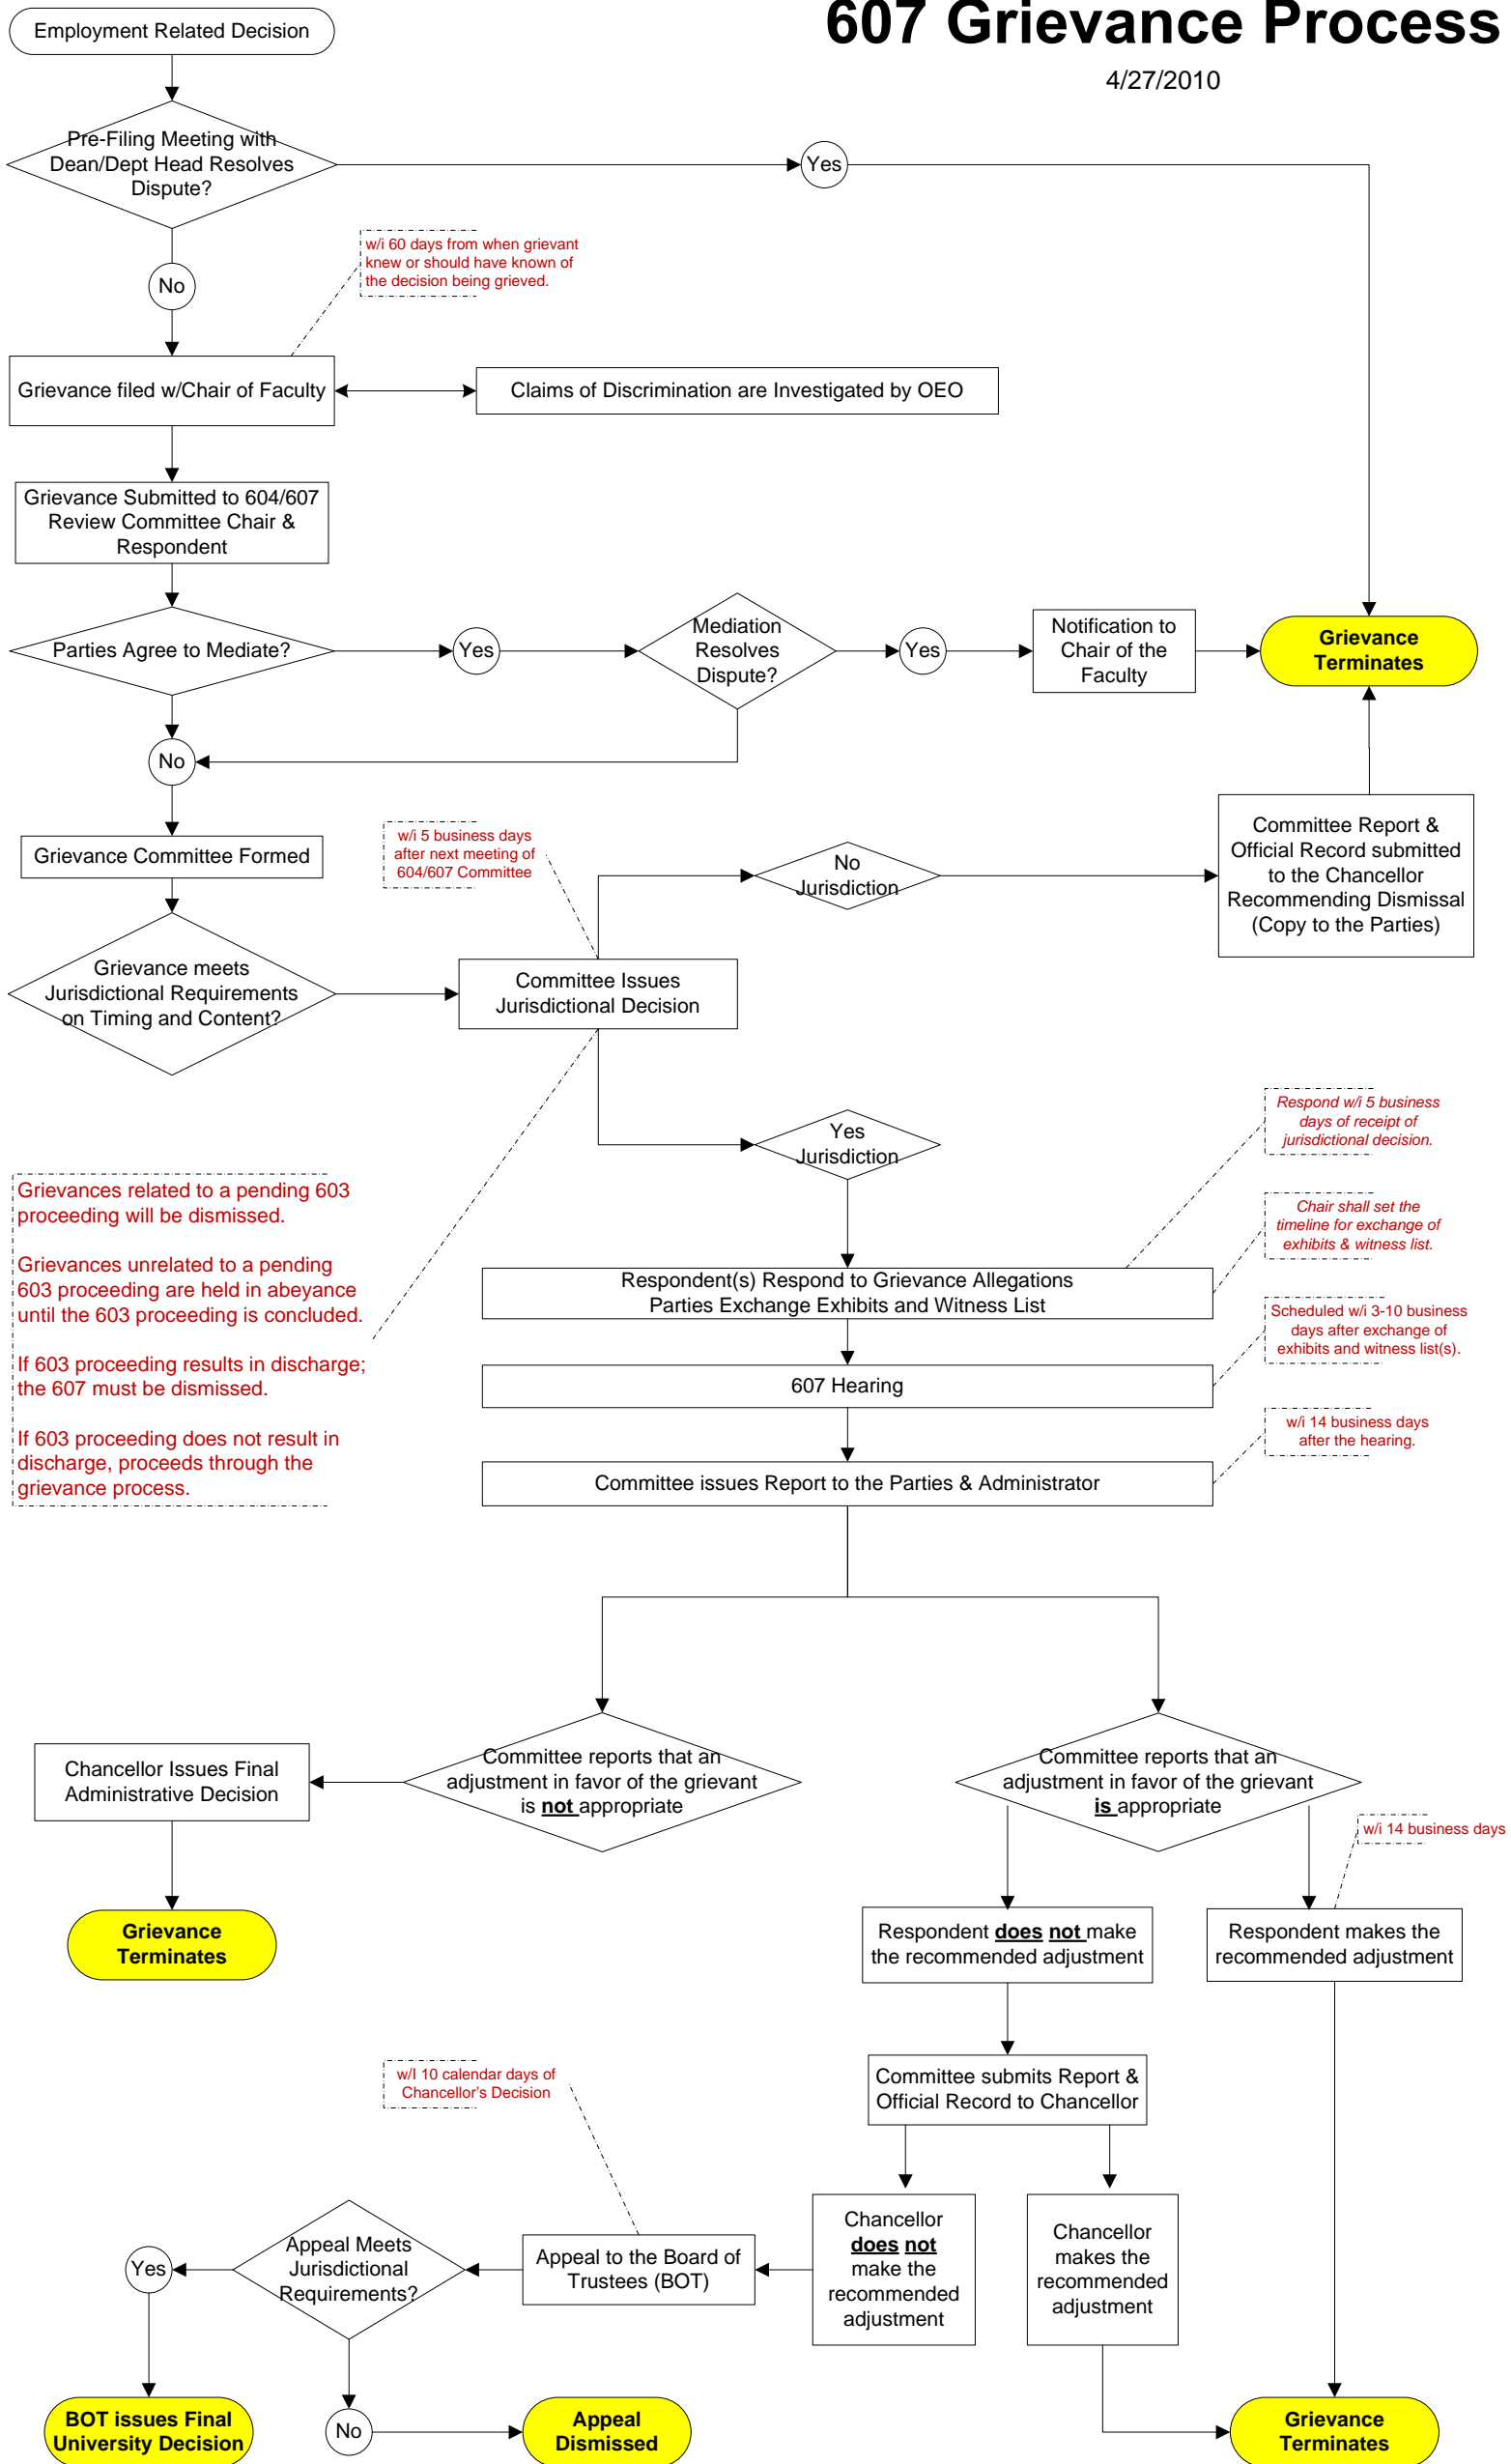 607 Grievance Process
4/27/2010
Employment Related Decision
Pre-Filing Meeting with
Dean/Dept Head Resolves
Dispute?
Yes
No
w/i 60 days from when grievant
knew or should have known of
the decision being grieved.
Grievance filed w/Chair of Faculty
Claims of Discrimination are Investigated by OEO
Grievance Submitted to 604/607
Review Committee Chair &
Respondent
Parties Agree to Mediate?
Yes
Mediation
Resolves
Dispute?
Yes
Notification to
Chair of the
Faculty
Grievance
Terminates
No
Grievance Committee Formed
w/i 5 business days
after next meeting of
604/607 Committee
No
Jurisdiction
Committee Report &
Official Record submitted
to the Chancellor
Recommending Dismissal
(Copy to the Parties)
Grievance meets
Jurisdictional Requirements
on Timing and Content?
Committee Issues
Jurisdictional Decision
Yes
Jurisdiction
Respond w/i 5 business
days of receipt of
jurisdictional decision.
Grievances related to a pending 603
proceeding will be dismissed.
Grievances unrelated to a pending
603 proceeding are held in abeyance
until the 603 proceeding is concluded.
If 603 proceeding results in discharge;
the 607 must be dismissed.
If 603 proceeding does not result in
discharge, proceeds through the
grievance process.
Chair shall set the
timeline for exchange of
exhibits & witness list.
Respondent(s) Respond to Grievance Allegations
Parties Exchange Exhibits and Witness List
Scheduled w/i 3-10 business
days after exchange of
exhibits and witness list(s).
607 Hearing
w/i 14 business days
after the hearing.
Committee issues Report to the Parties & Administrator
Chancellor Issues Final
Administrative Decision
Committee reports that an
adjustment in favor of the grievant
is not appropriate
Committee reports that an
adjustment in favor of the grievant
is appropriate
w/i 14 business days
Grievance
Terminates
Respondent does not make
the recommended adjustment
Respondent makes the
recommended adjustment
w/I 10 calendar days of
Chancellor's Decision
Committee submits Report &
Official Record to Chancellor
Yes
Appeal Meets
Jurisdictional
Requirements?
Appeal to the Board of
Trustees (BOT)
Chancellor
does not
make the
recommended
adjustment
Chancellor
makes the
recommended
adjustment
BOT issues Final
University Decision
No
Appeal
Dismissed
Grievance
Terminates